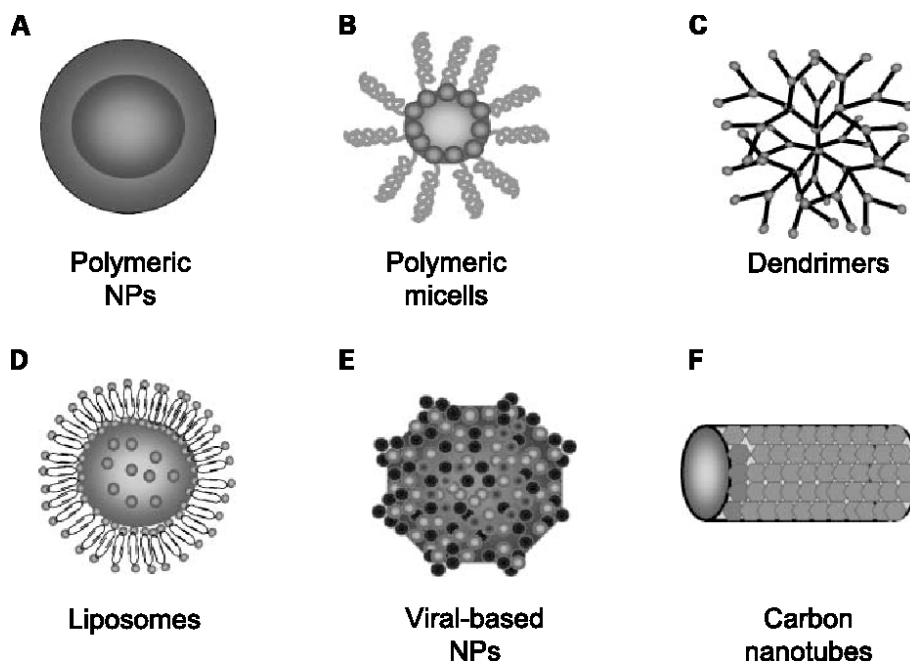 A
B
C
Polymeric
NPs
Polymeric
micells
Dendrimers
D
E
F
Liposomes
Viral-based
NPs
Carbon
nanotubes